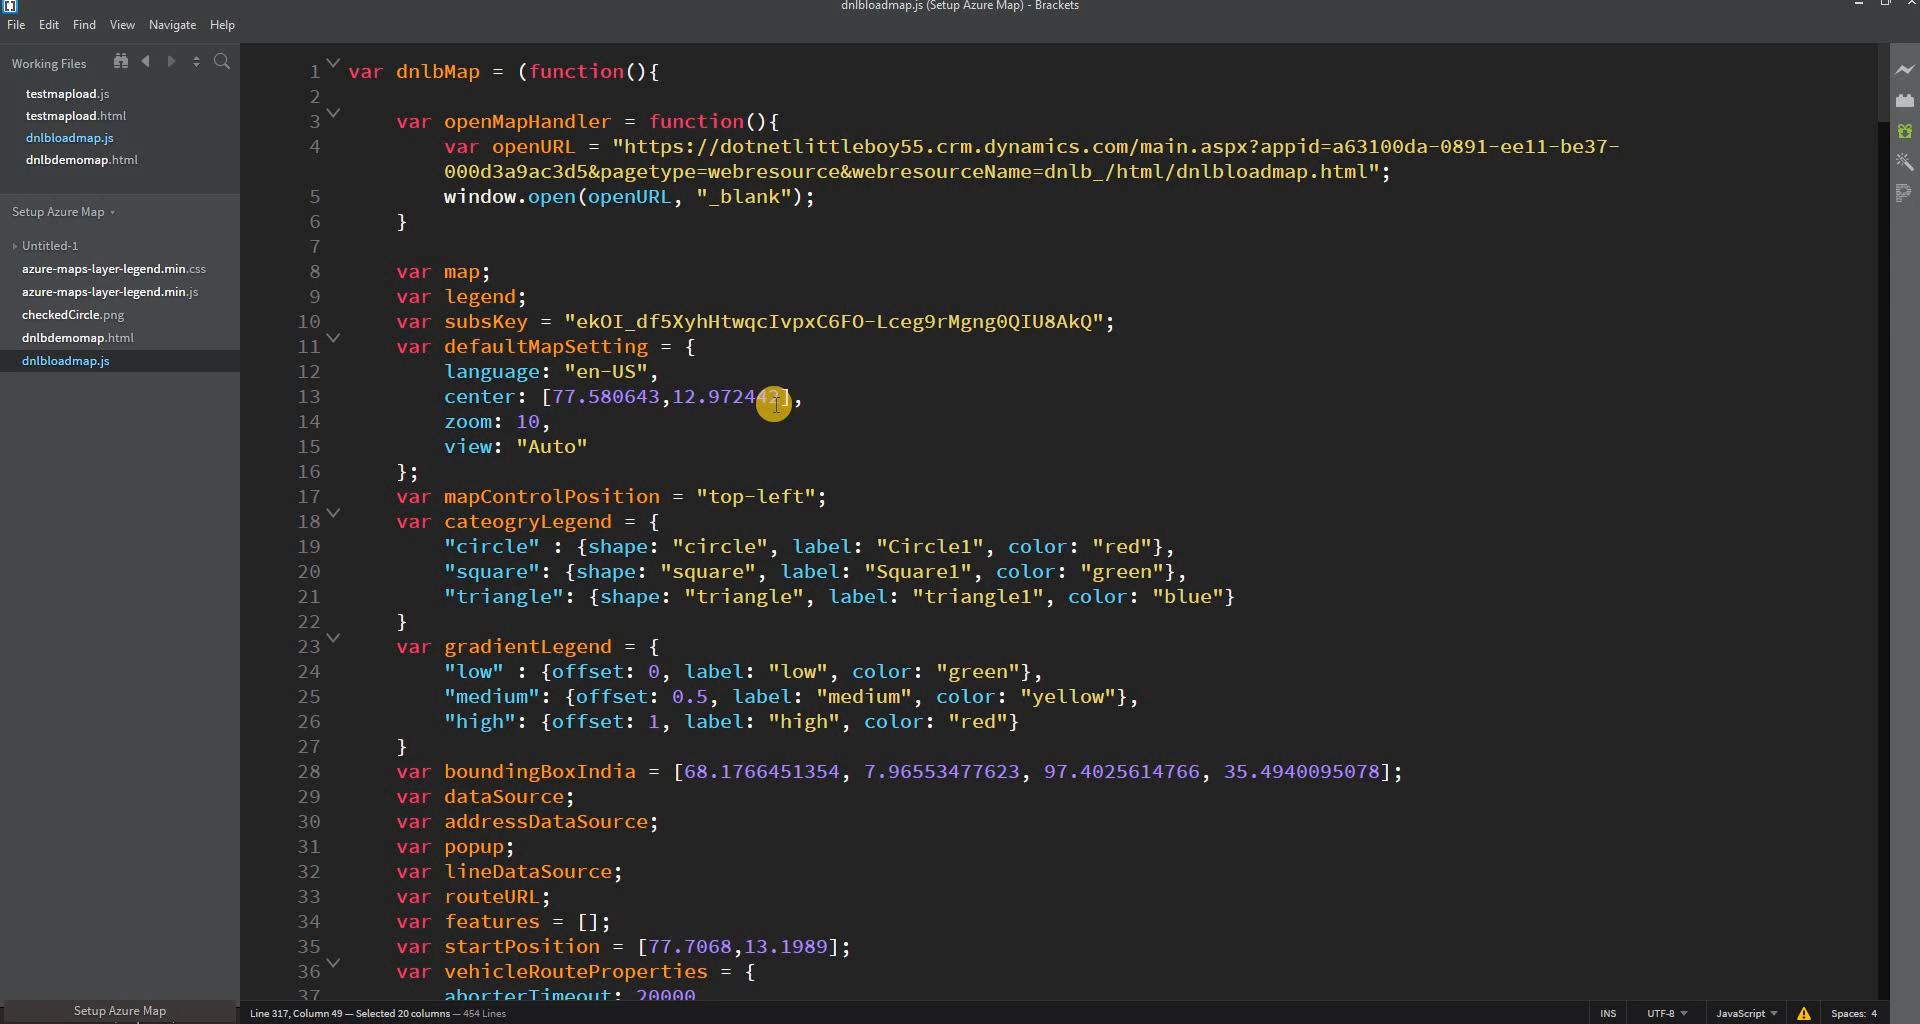 dnlbloadmap.js (Setup Azure Map) - Brackets
File Edit Find View Navigate Help
Working Files
testmapload.js
testmapload.html
dnlbloadmap.js
dnlbdemomap.html
Setup Azure Map
Untitled-1
azure-maps-layer-legend.min.css
azure-maps-layer-legend.min.js
checkedCircle.png
dnlbdemomap.html
dnlbloadmap.js
Setup Azure Map
1 var dnlbMap = (function(){
2
3 var openMapHandler = function(){
4 var openURL = "https://dotnetlittleboy55.crm.dynamics.com/main.aspx?appid=a63100da-0891-ee11-be37-
000d3a9ac3d5&pagetype=webresource&webresourceName=dnlb_/html/dnlbloadmap.html";
5 window.open(openURL, "_blank");
6 }
7
8 var map;
9 var legend;
10 var subsKey = "ekOI_df5XyhHtwqcIvpxC6FO-Lceg9rMgng0QIU8AkQ";
11 var defaultMapSetting = {
12 language: "en-US",
13 center: [77.580643,12.972442],
14 zoom: 10,
15 view: "Auto"
16 };
17 var mapControlPosition = "top-left";
18 var cateogryLegend = {
19 "circle" : {shape: "circle", label: "Circle1", color: "red"},
20 "square": {shape: "square", label: "Square1", color: "green"},
21 "triangle": {shape: "triangle", label: "triangle1", color: "blue"}
22 }
23 var gradientLegend = {
24 "low" : {offset: 0, label: "low", color: "green"},
25 "medium": {offset: 0.5, label: "medium", color: "yellow"},
26 "high": {offset: 1, label: "high", color: "red"}
27 }
28 var boundingBoxIndia = [68.1766451354, 7.96553477623, 97.4025614766, 35.4940095078];
29 var dataSource;
30 var addressDataSource;
31 var popup;
32 var lineDataSource;
33 var routeURL;
34 var features = [];
35 var startPosition = [77.7068,13.1989];
36 var vehicleRouteProperties = {
37 aborterTimeout: 20000
Line 317, Column 49 — Selected 20 columns — 454 Lines
INS UTF-8 JavaScript Spaces: 4